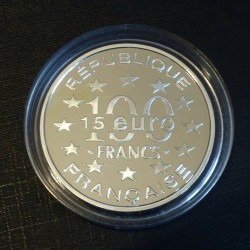 RÉPUBLIQUE
100
15 euro
FRANCS
FRANÇAISE